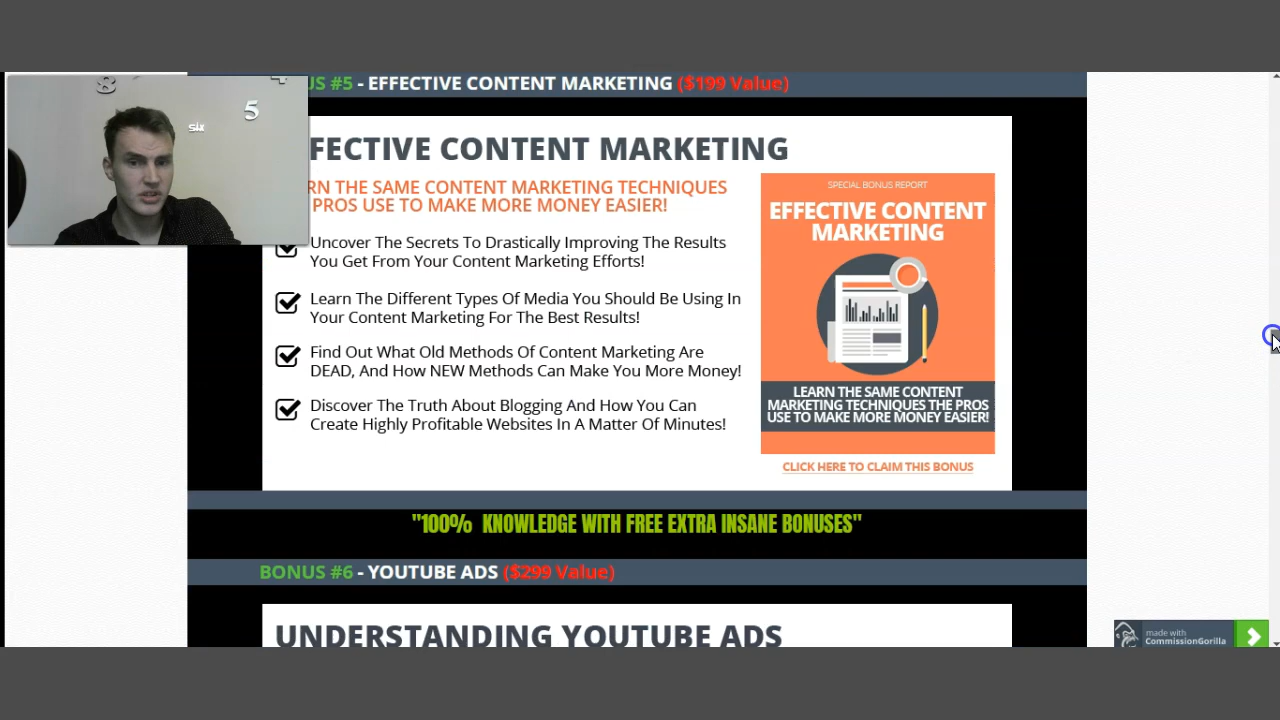 8
5
six
US #5 - EFFECTIVE CONTENT MARKETING ($199 Value)
FECTIVE CONTENT MARKETING
RN THE SAME CONTENT MARKETING TECHNIQUES
PROS USE TO MAKE MORE MONEY EASIER!
Uncover The Secrets To Drastically Improving The Results
You Get From Your Content Marketing Efforts!
Learn The Different Types Of Media You Should Be Using In
Your Content Marketing For The Best Results!
Find Out What Old Methods Of Content Marketing Are
DEAD, And How NEW Methods Can Make You More Money!
Discover The Truth About Blogging And How You Can
Create Highly Profitable Websites In A Matter Of Minutes!
SPECIAL BONUS REPORT
EFFECTIVE CONTENT
MARKETING
LEARN THE SAME CONTENT
MARKETING TECHNIQUES THE PROS
USE TO MAKE MORE MONEY EASIER!
CLICK HERE TO CLAIM THIS BONUS
"100% KNOWLEDGE WITH FREE EXTRA INSANE BONUSES"
BONUS #6 - YOUTUBE ADS ($299 Value)
UNDERSTANDING YOUTUBE ADS
made with
CommissionGorilla